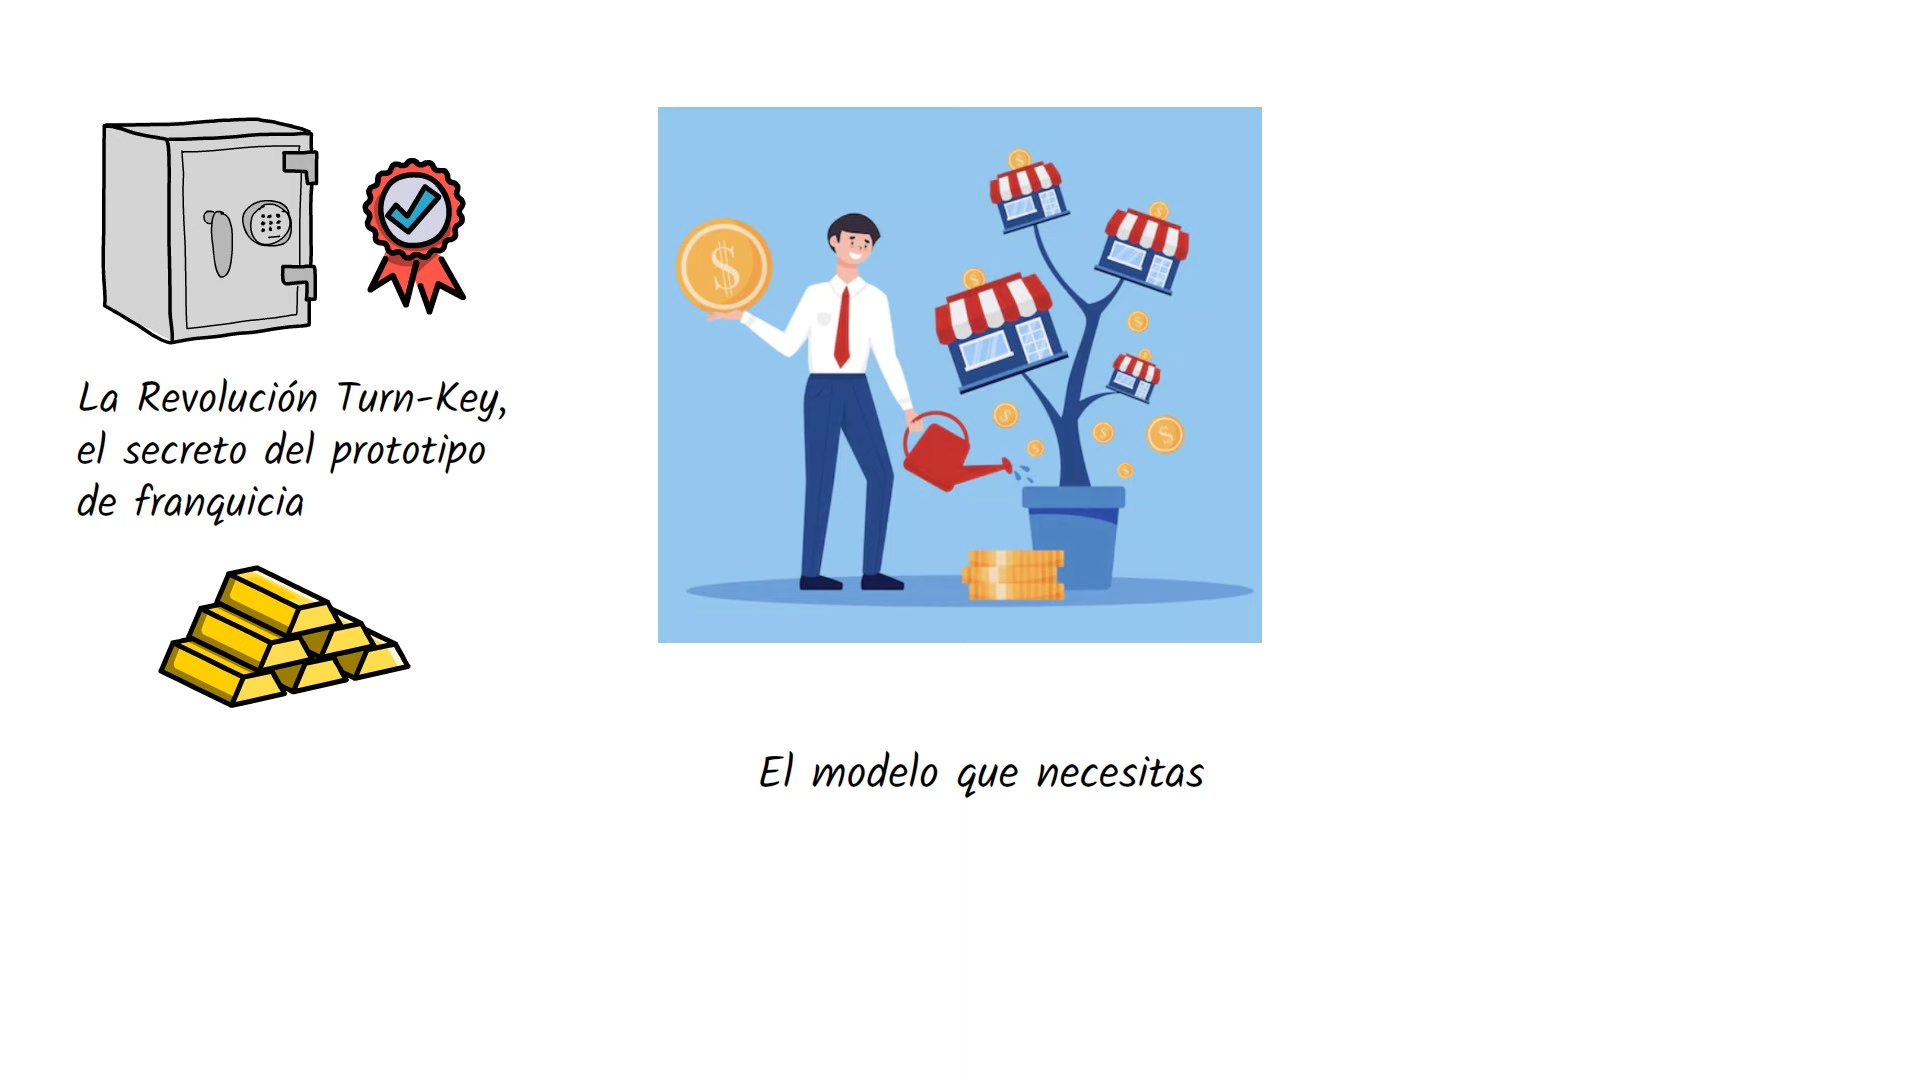 La Revolución Turn-Key,
el secreto del prototipo
de franquicia
El modelo que necesitas